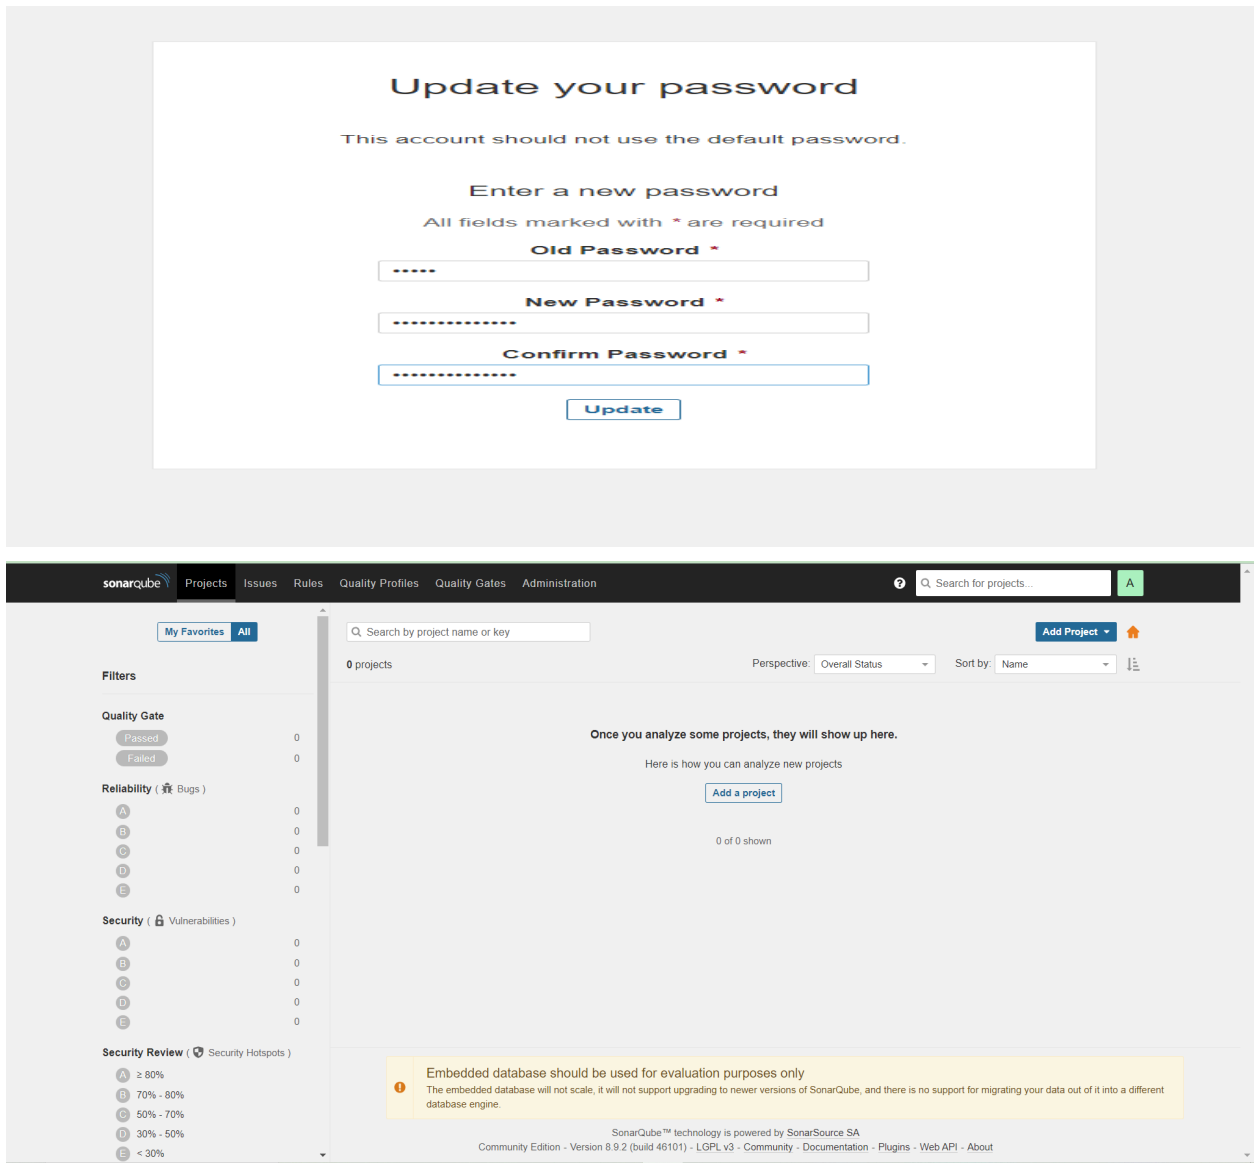 Update your password
This account should not use the default password.
Enter a new password
All fields marked with * are required
Old Password *
•••••
New Password *
••••••••••••••
Confirm Password *
••••••••••••••
Update
sonarqube Projects Issues Rules Quality Profiles Quality Gates Administration ? Search for projects... A
My Favorites All
Search by project name or key
Add Project
0 projects
Perspective: Overall Status Sort by: Name
Filters
Quality Gate
Passed 0
Failed 0
Reliability ( Bugs )
A 0
B 0
C 0
D 0
E 0
Security ( Vulnerabilities )
A 0
B 0
C 0
D 0
E 0
Security Review ( Security Hotspots )
A ≥ 80%
B 70% - 80%
C 50% - 70%
D 30% - 50%
E < 30%
Once you analyze some projects, they will show up here.
Here is how you can analyze new projects
Add a project
0 of 0 shown
Embedded database should be used for evaluation purposes only
The embedded database will not scale, it will not support upgrading to newer versions of SonarQube, and there is no support for migrating your data out of it into a different
database engine.
SonarQube™ technology is powered by SonarSource SA
Community Edition - Version 8.9.2 (build 46101) - LGPL v3 - Community - Documentation - Plugins - Web API - About